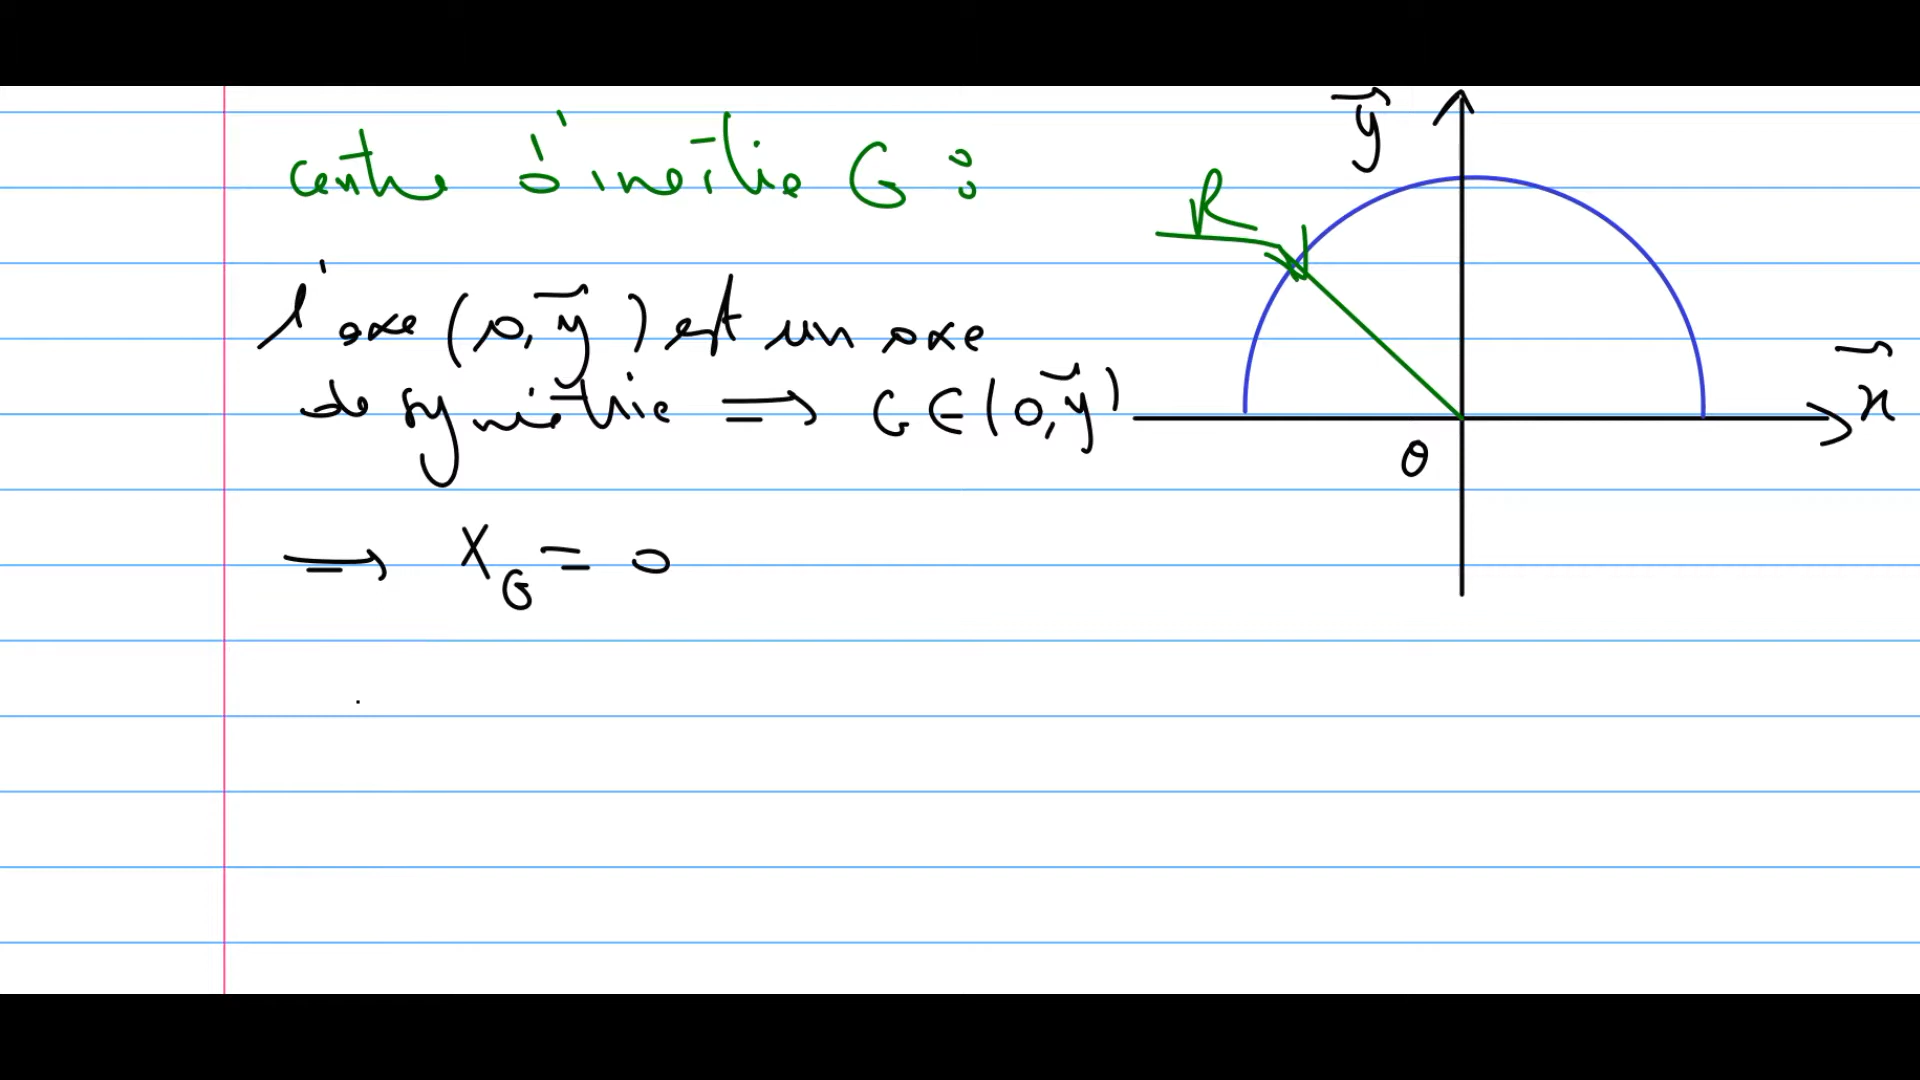 centre d'inertie G :
l'axe (O, y⃗) est un axe
de symétrie ⟹ G ∈ (O, y⃗)
⟹ X_G = 0
y⃗
R
x⃗
O